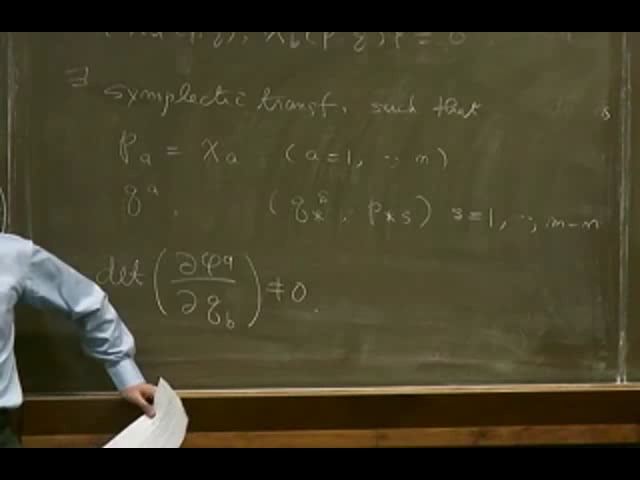 ∃ symplectic transf, such that
p_a = χ_a (a=1, ⋯, n)
q^a, (q_*^s, p_{*s}) s=1, ⋯, m-n
det (∂φ^a / ∂q_b) ≠ 0.